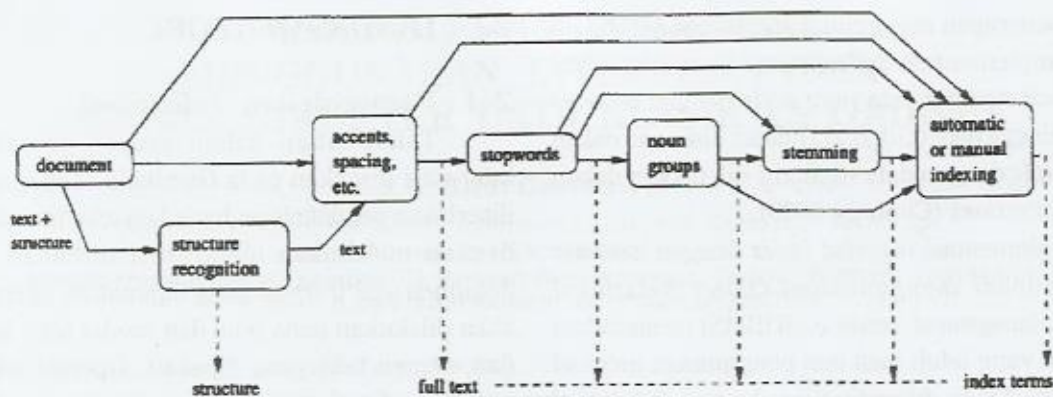 document
text +
structure
structure
recognition
text
accents,
spacing,
etc.
stopwords
noun
groups
stemming
automatic
or manual
indexing
structure
full text
index terms